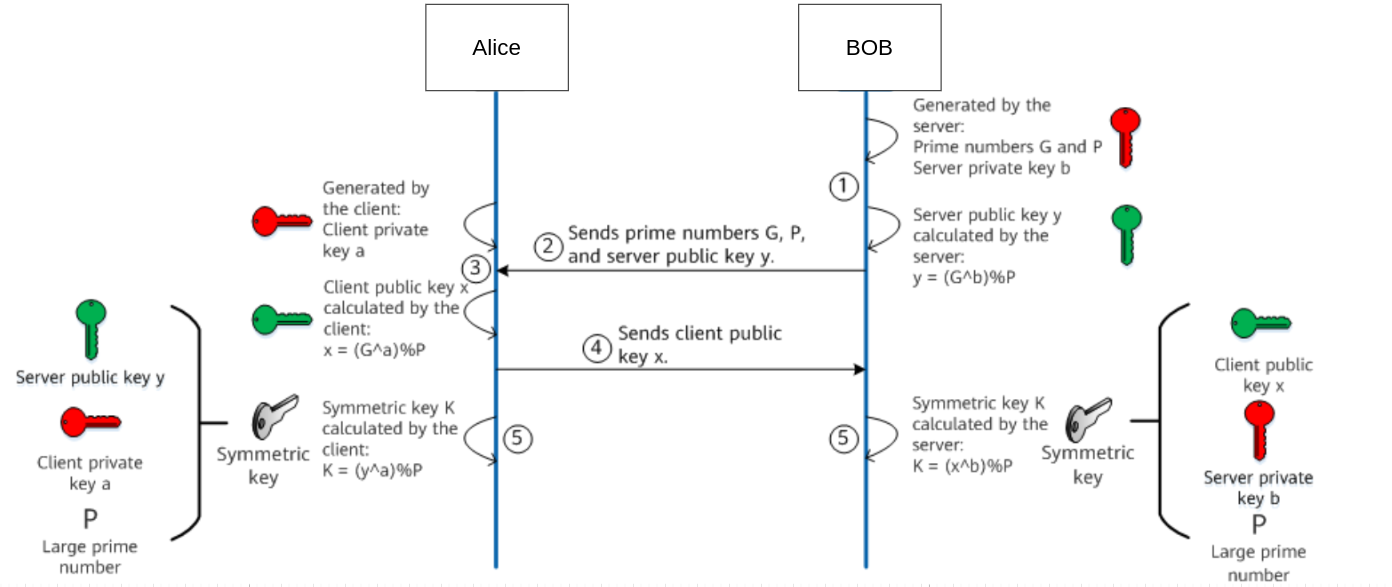 Alice
BOB
Generated by the
server:
Prime numbers G and P
Server private key b
1
Server public key y
calculated by the
server:
y = (G^b)%P
Generated by
the client:
Client private
key a
2
Sends prime numbers G, P,
and server public key y.
3
Client public key x
calculated by the
client:
x = (G^a)%P
4
Sends client public
key x.
Server public key y
Client private
key a
P
Large prime
number
Symmetric
key
Symmetric key K
calculated by the
client:
K = (y^a)%P
5
5
Symmetric key K
calculated by the
server:
K = (x^b)%P
Symmetric
key
Client public
key x
Server private
key b
P
Large prime
number